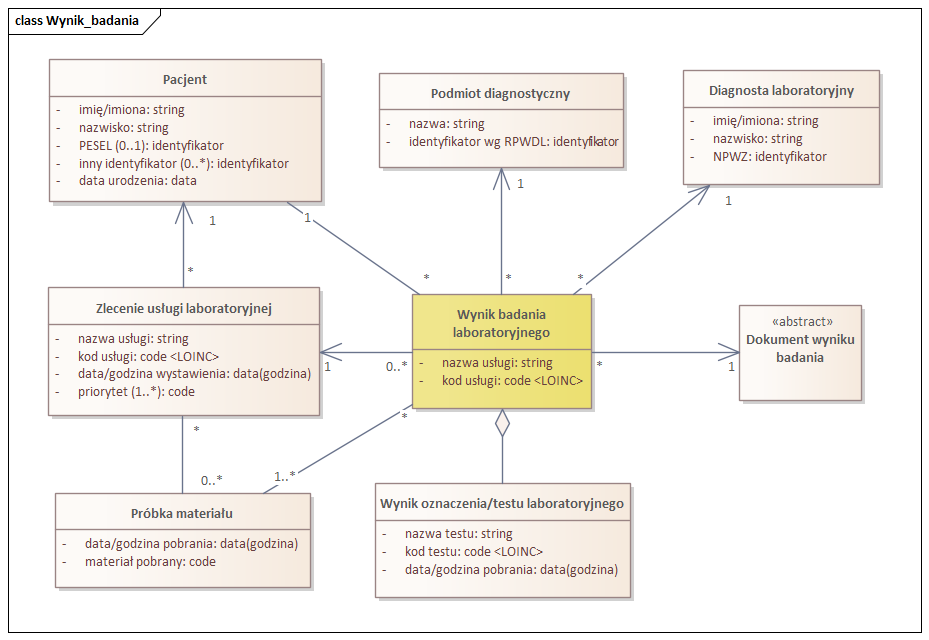 class Wynik_badania
Pacjent
- imię/imiona: string
- nazwisko: string
- PESEL (0..1): identyfikator
- inny identyfikator (0..*): identyfikator
- data urodzenia: data
Podmiot diagnostyczny
- nazwa: string
- identyfikator wg RPWDL: identyfikator
Diagnosta laboratoryjny
- imię/imiona: string
- nazwisko: string
- NPWZ: identyfikator
1
1
1
1
*
*
*
*
Zlecenie usługi laboratoryjnej
- nazwa usługi: string
- kod usługi: code <LOINC>
- data/godzina wystawienia: data(godzina)
- priorytet (1..*): code
1
0..*
Wynik badania
laboratoryjnego
- nazwa usługi: string
- kod usługi: code <LOINC>
*
1
«abstract»
Dokument wyniku
badania
*
*
0..*
1..*
Próbka materiału
- data/godzina pobrania: data(godzina)
- materiał pobrany: code
Wynik oznaczenia/testu laboratoryjnego
- nazwa testu: string
- kod testu: code <LOINC>
- data/godzina pobrania: data(godzina)